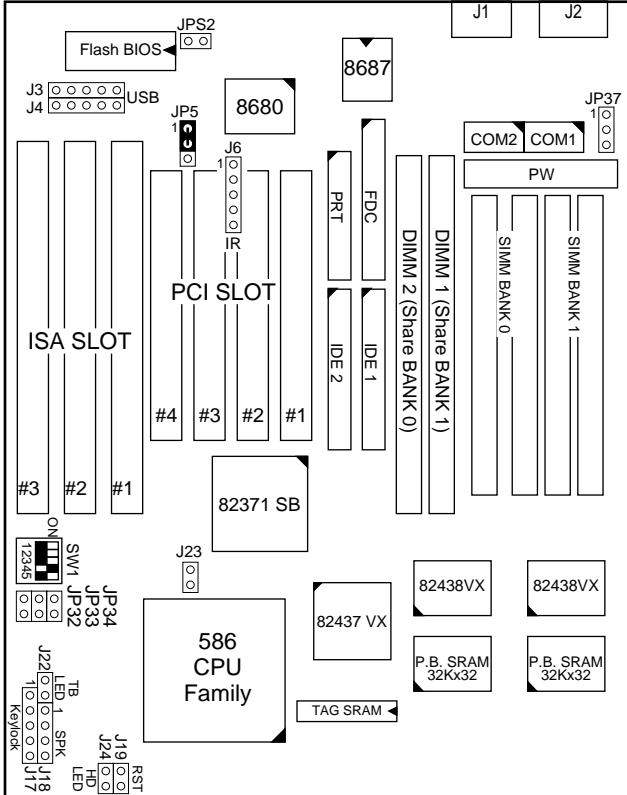 J1
J2
JPS2
Flash BIOS
J3
J4
USB
8680
8687
JP37
1
JP5
1
J6
1
IR
COM2
COM1
PW
PRT
FDC
DIMM 2 (Share BANK 0)
DIMM 1 (Share BANK 1)
SIMM BANK 0
SIMM BANK 1
PCI SLOT
ISA SLOT
IDE 2
IDE 1
#4
#3
#2
#1
#3
#2
#1
82371 SB
ON
12345
SW1
J23
JP32
JP33
JP34
82437 VX
82438VX
82438VX
586
CPU
Family
P.B. SRAM
32Kx32
P.B. SRAM
32Kx32
TAG SRAM
J22
TB
LED
1
1
Keylock
SPK
J17
J18
J24
J19
HD
LED
RST